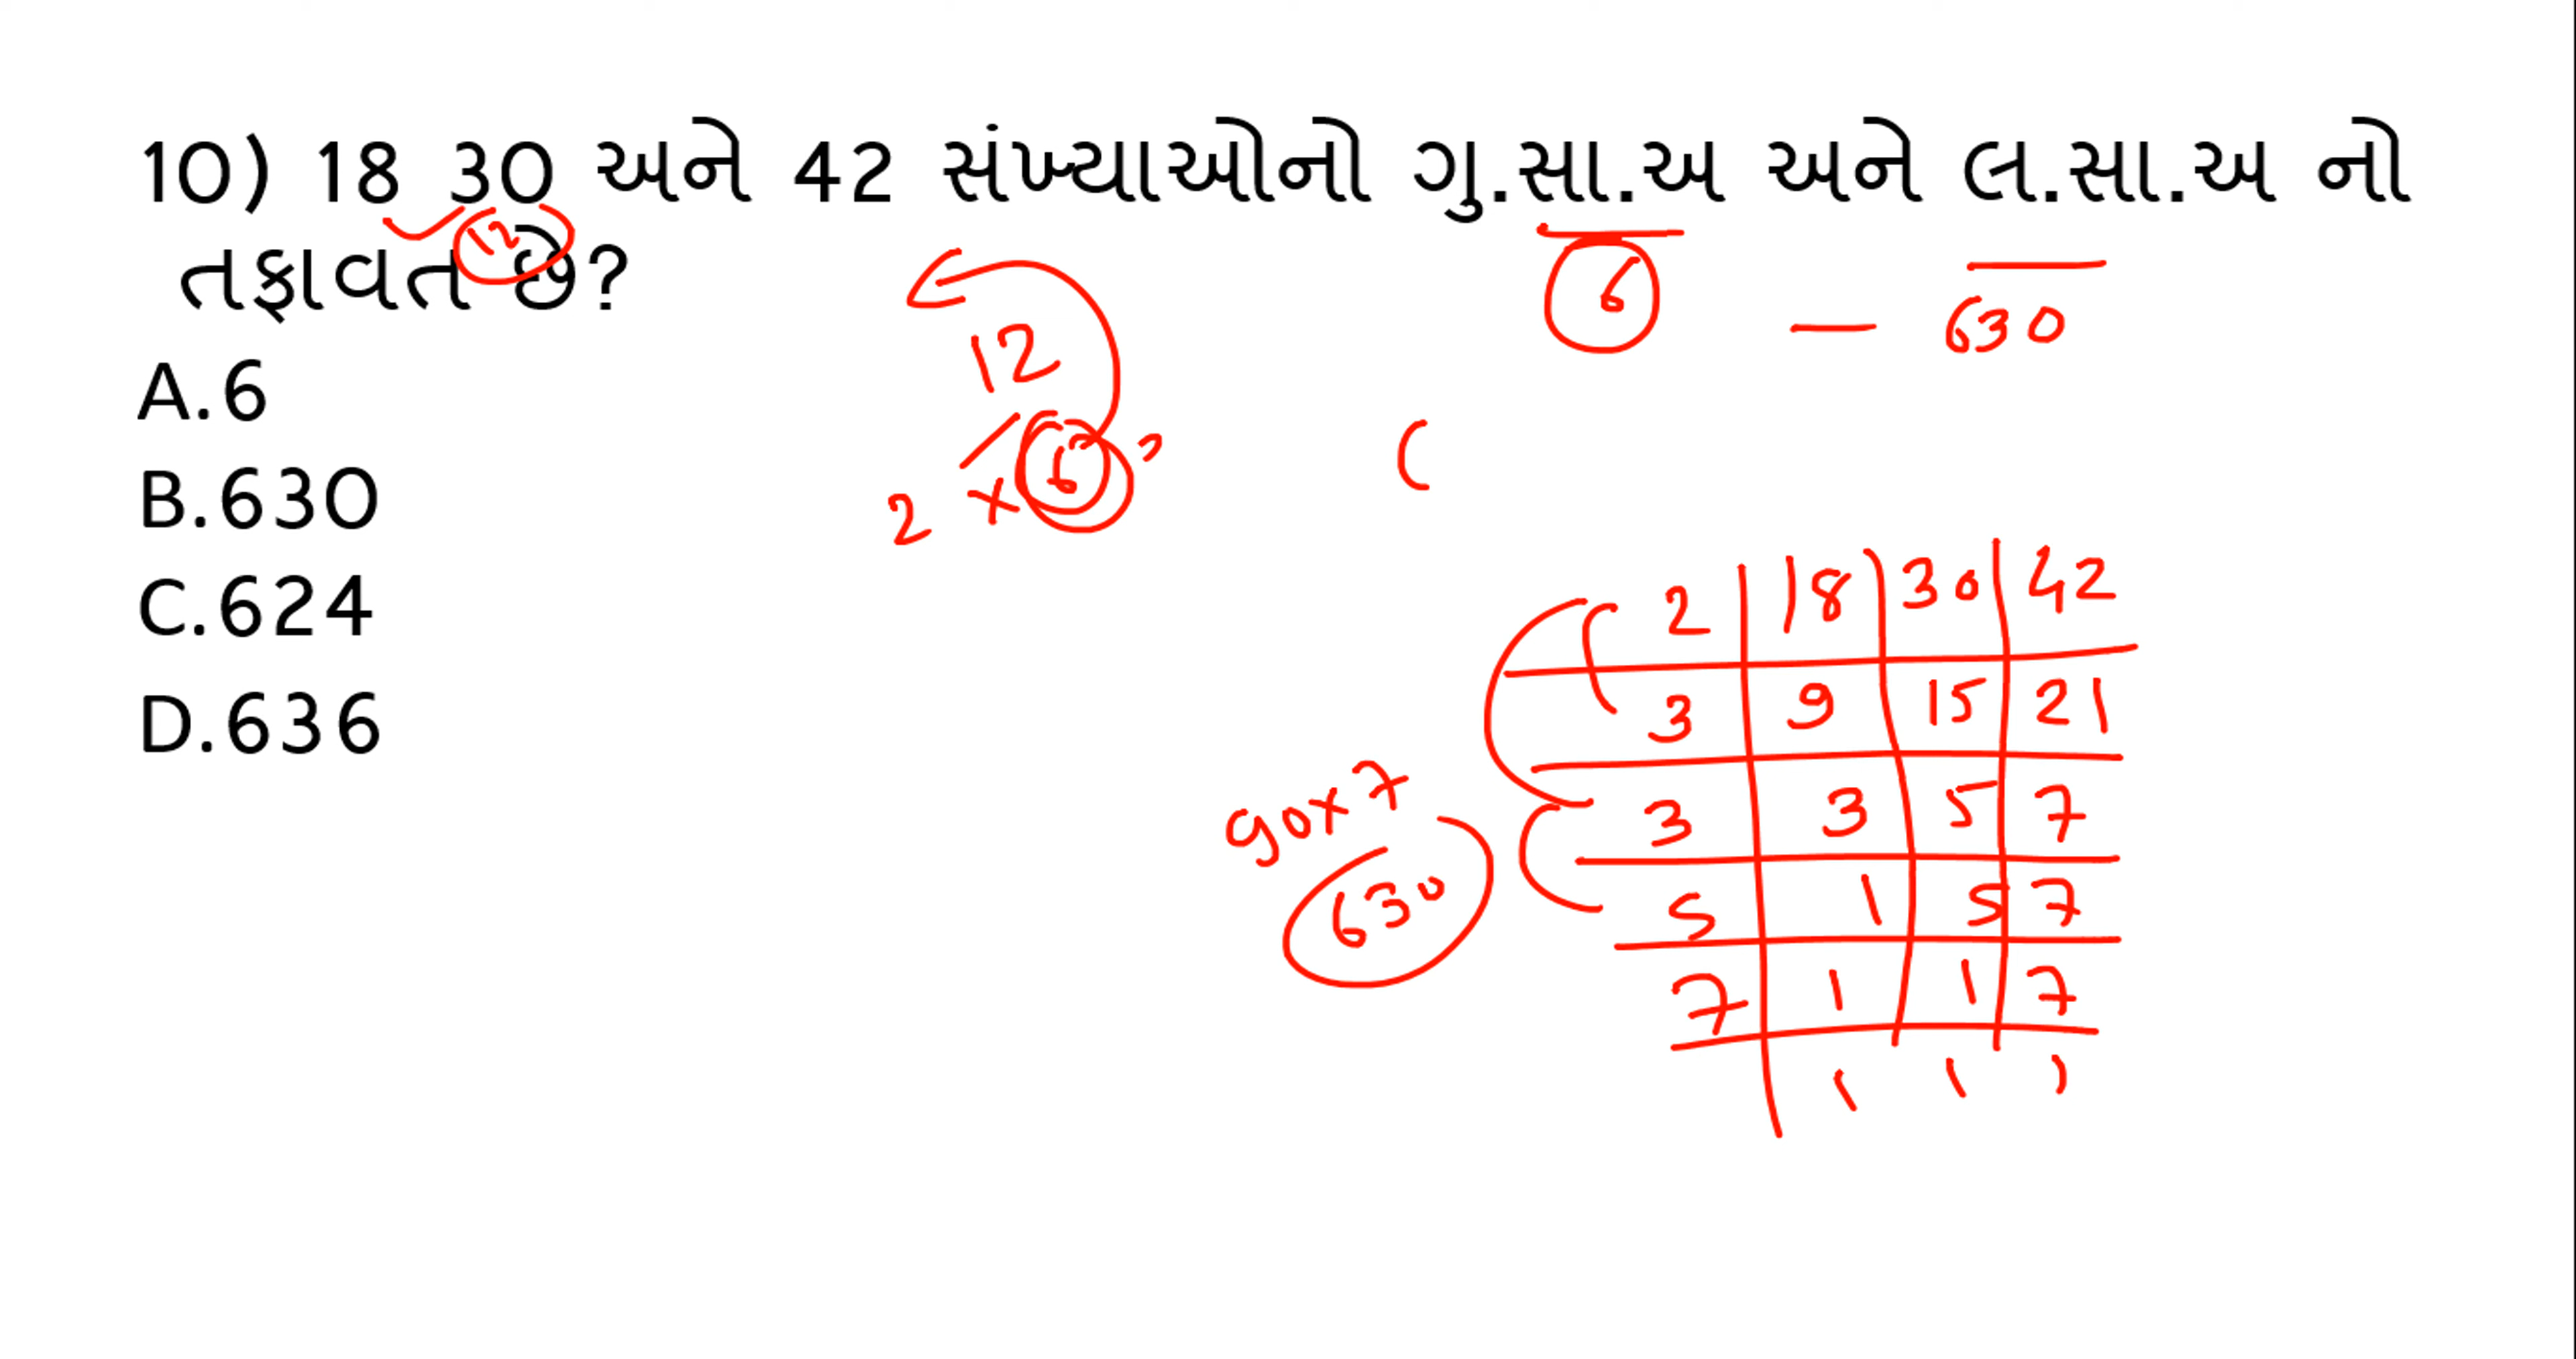 10) 18 30 અને 42 સંખ્યાઓનો ગુ.સા.અ અને લ.સા.અ નો
તફાવત છે?
12
6 — 630
A.6
B.630
C.624
D.636
12
2 × 6
(
2 18 30 42
3 9 15 21
3 3 5 7
5 1 5 7
7 1 1 7
1 1 1
90×7
630